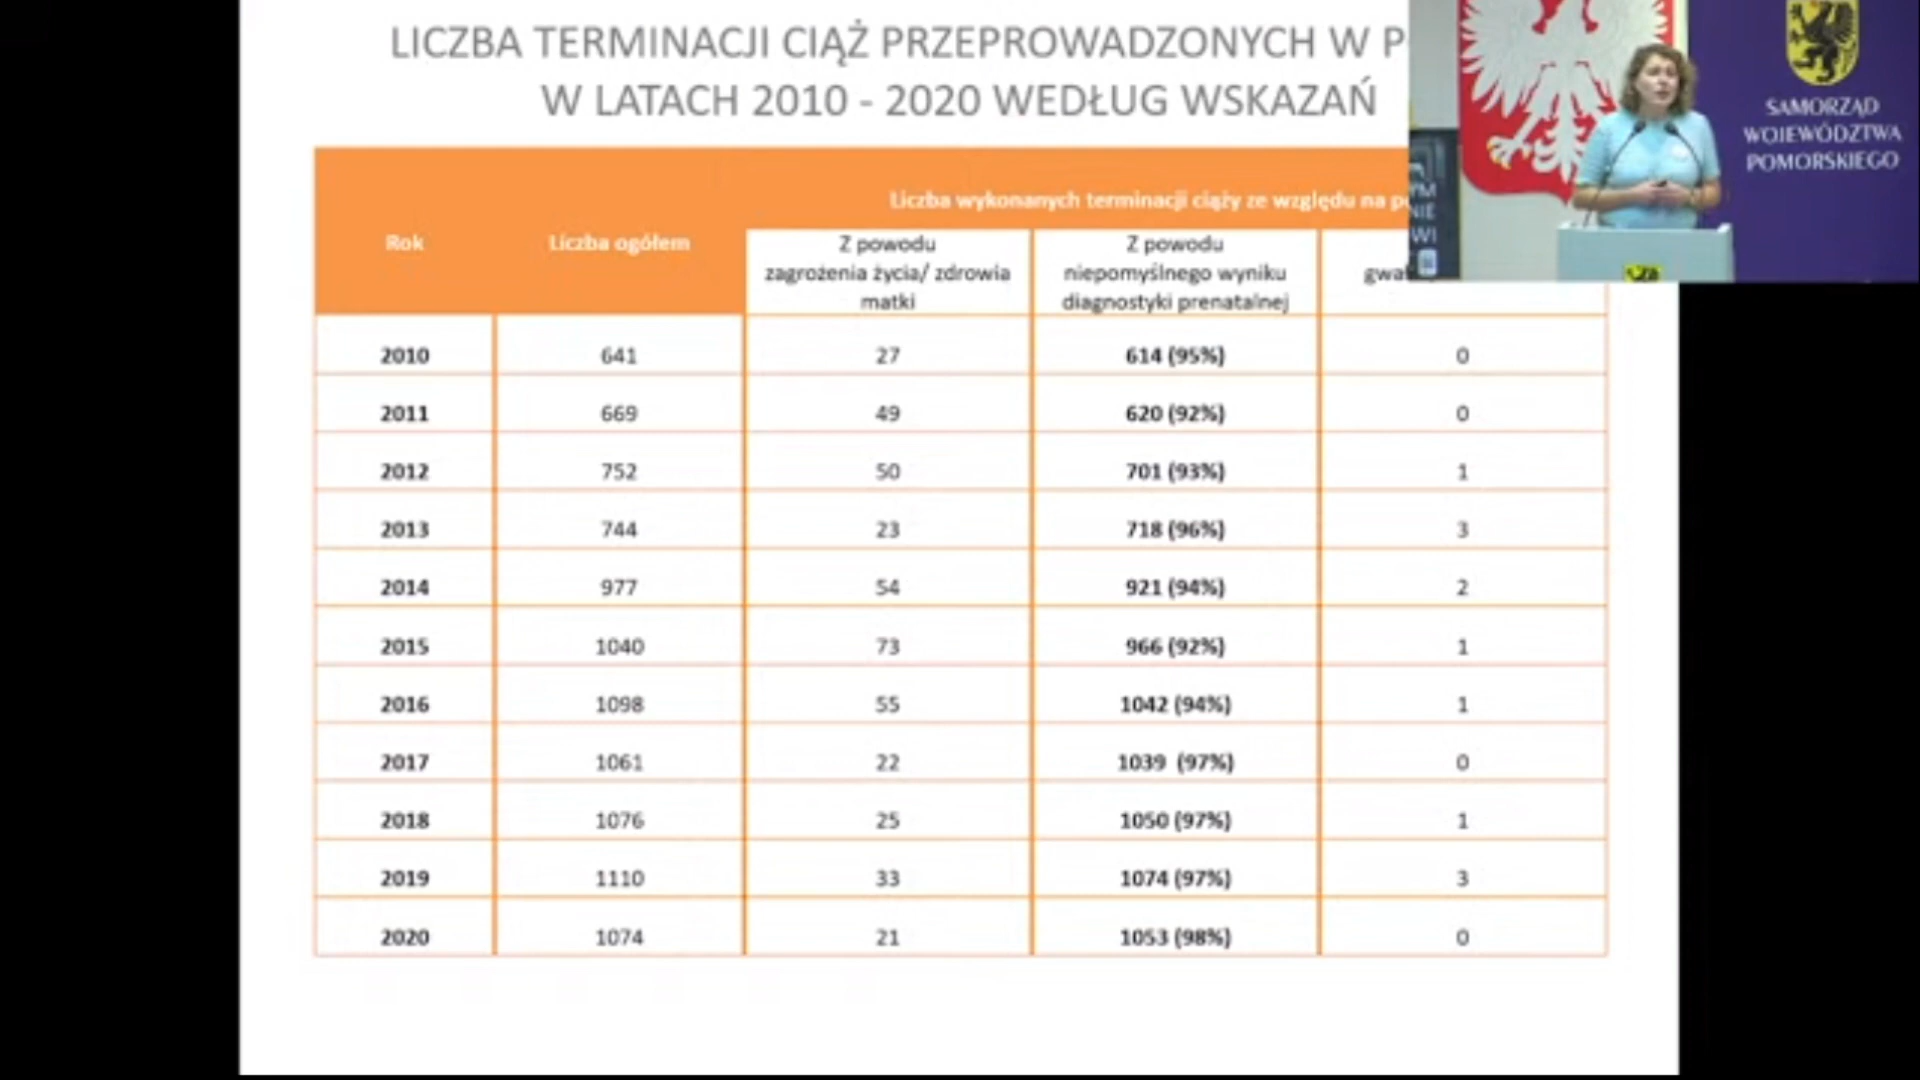 LICZBA TERMINACJI CIĄŻ PRZEPROWADZONYCH W P
W LATACH 2010 - 2020 WEDŁUG WSKAZAŃ
SAMORZĄD
WOJEWÓDZTWA
POMORSKIEGO
Liczba wykonanych terminacji ciąży ze względu na p
Rok Liczba ogółem
Z powodu
zagrożenia życia/ zdrowia
matki
Z powodu
niepomyślnego wyniku
diagnostyki prenatalnej
gwa
2010 641 27 614 (95%) 0
2011 669 49 620 (92%) 0
2012 752 50 701 (93%) 1
2013 744 23 718 (96%) 3
2014 977 54 921 (94%) 2
2015 1040 73 966 (92%) 1
2016 1098 55 1042 (94%) 1
2017 1061 22 1039 (97%) 0
2018 1076 25 1050 (97%) 1
2019 1110 33 1074 (97%) 3
2020 1074 21 1053 (98%) 0